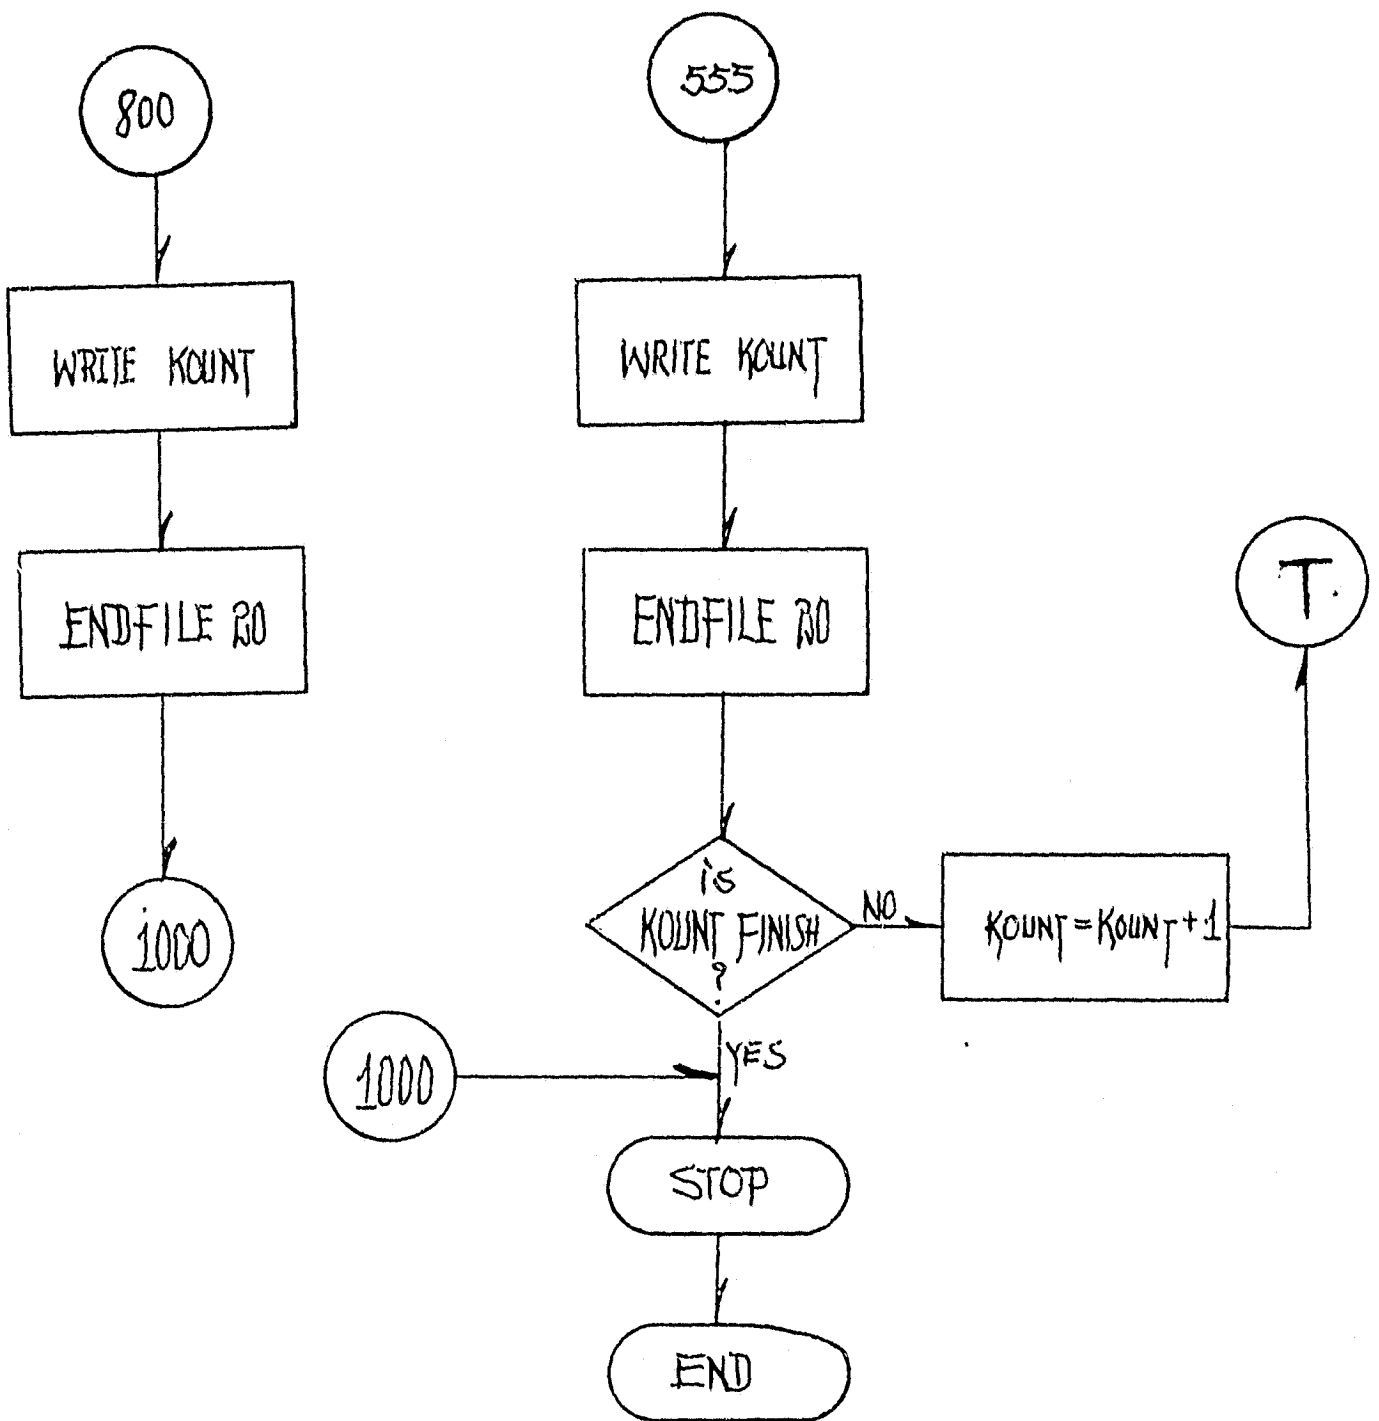 800
WRITE KOUNT
ENDFILE 20
1000
555
WRITE KOUNT
ENDFILE 20
is
KOUNT FINISH
?
NO
KOUNT = KOUNT + 1
T
YES
1000
STOP
END